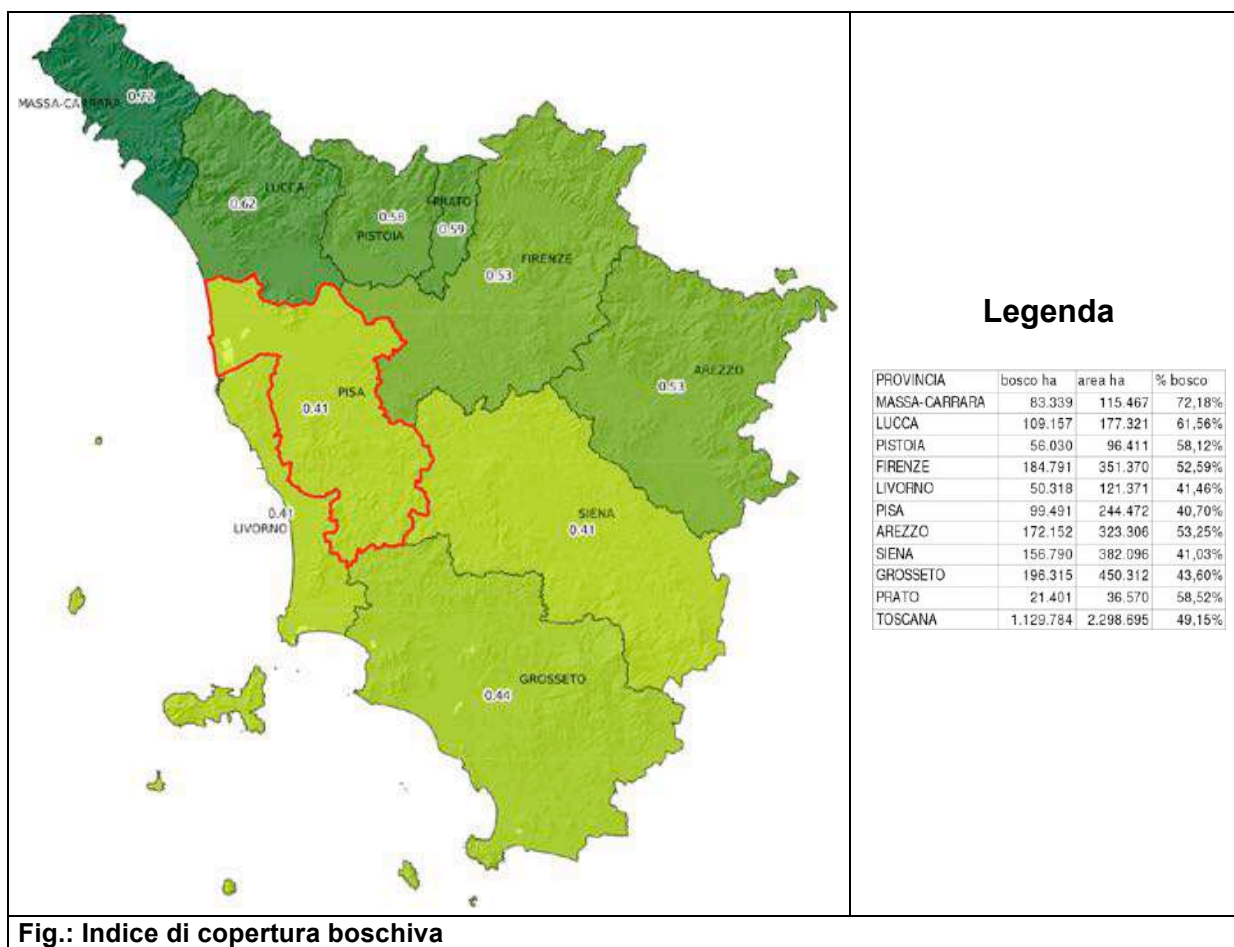 MASSA-CARRARA 0.72
LUCCA
0.62
0.58
PISTOIA
PRATO
0.59
FIRENZE
0.53
AREZZO
0.53
PISA
0.41
SIENA
0.41
0.41
LIVORNO
GROSSETO
0.44
Legenda
PROVINCIA bosco ha area ha % bosco
MASSA-CARRARA 83.339 115.467 72,18%
LUCCA 109.157 177.321 61,56%
PISTOIA 56.030 96.411 58,12%
FIRENZE 184.791 351.370 52,59%
LIVORNO 50.318 121.371 41,46%
PISA 99.491 244.472 40,70%
AREZZO 172.152 323.306 53,25%
SIENA 156.790 382.096 41,03%
GROSSETO 196.315 450.312 43,60%
PRATO 21.401 36.570 58,52%
TOSCANA 1.129.784 2.298.695 49,15%
Fig.: Indice di copertura boschiva